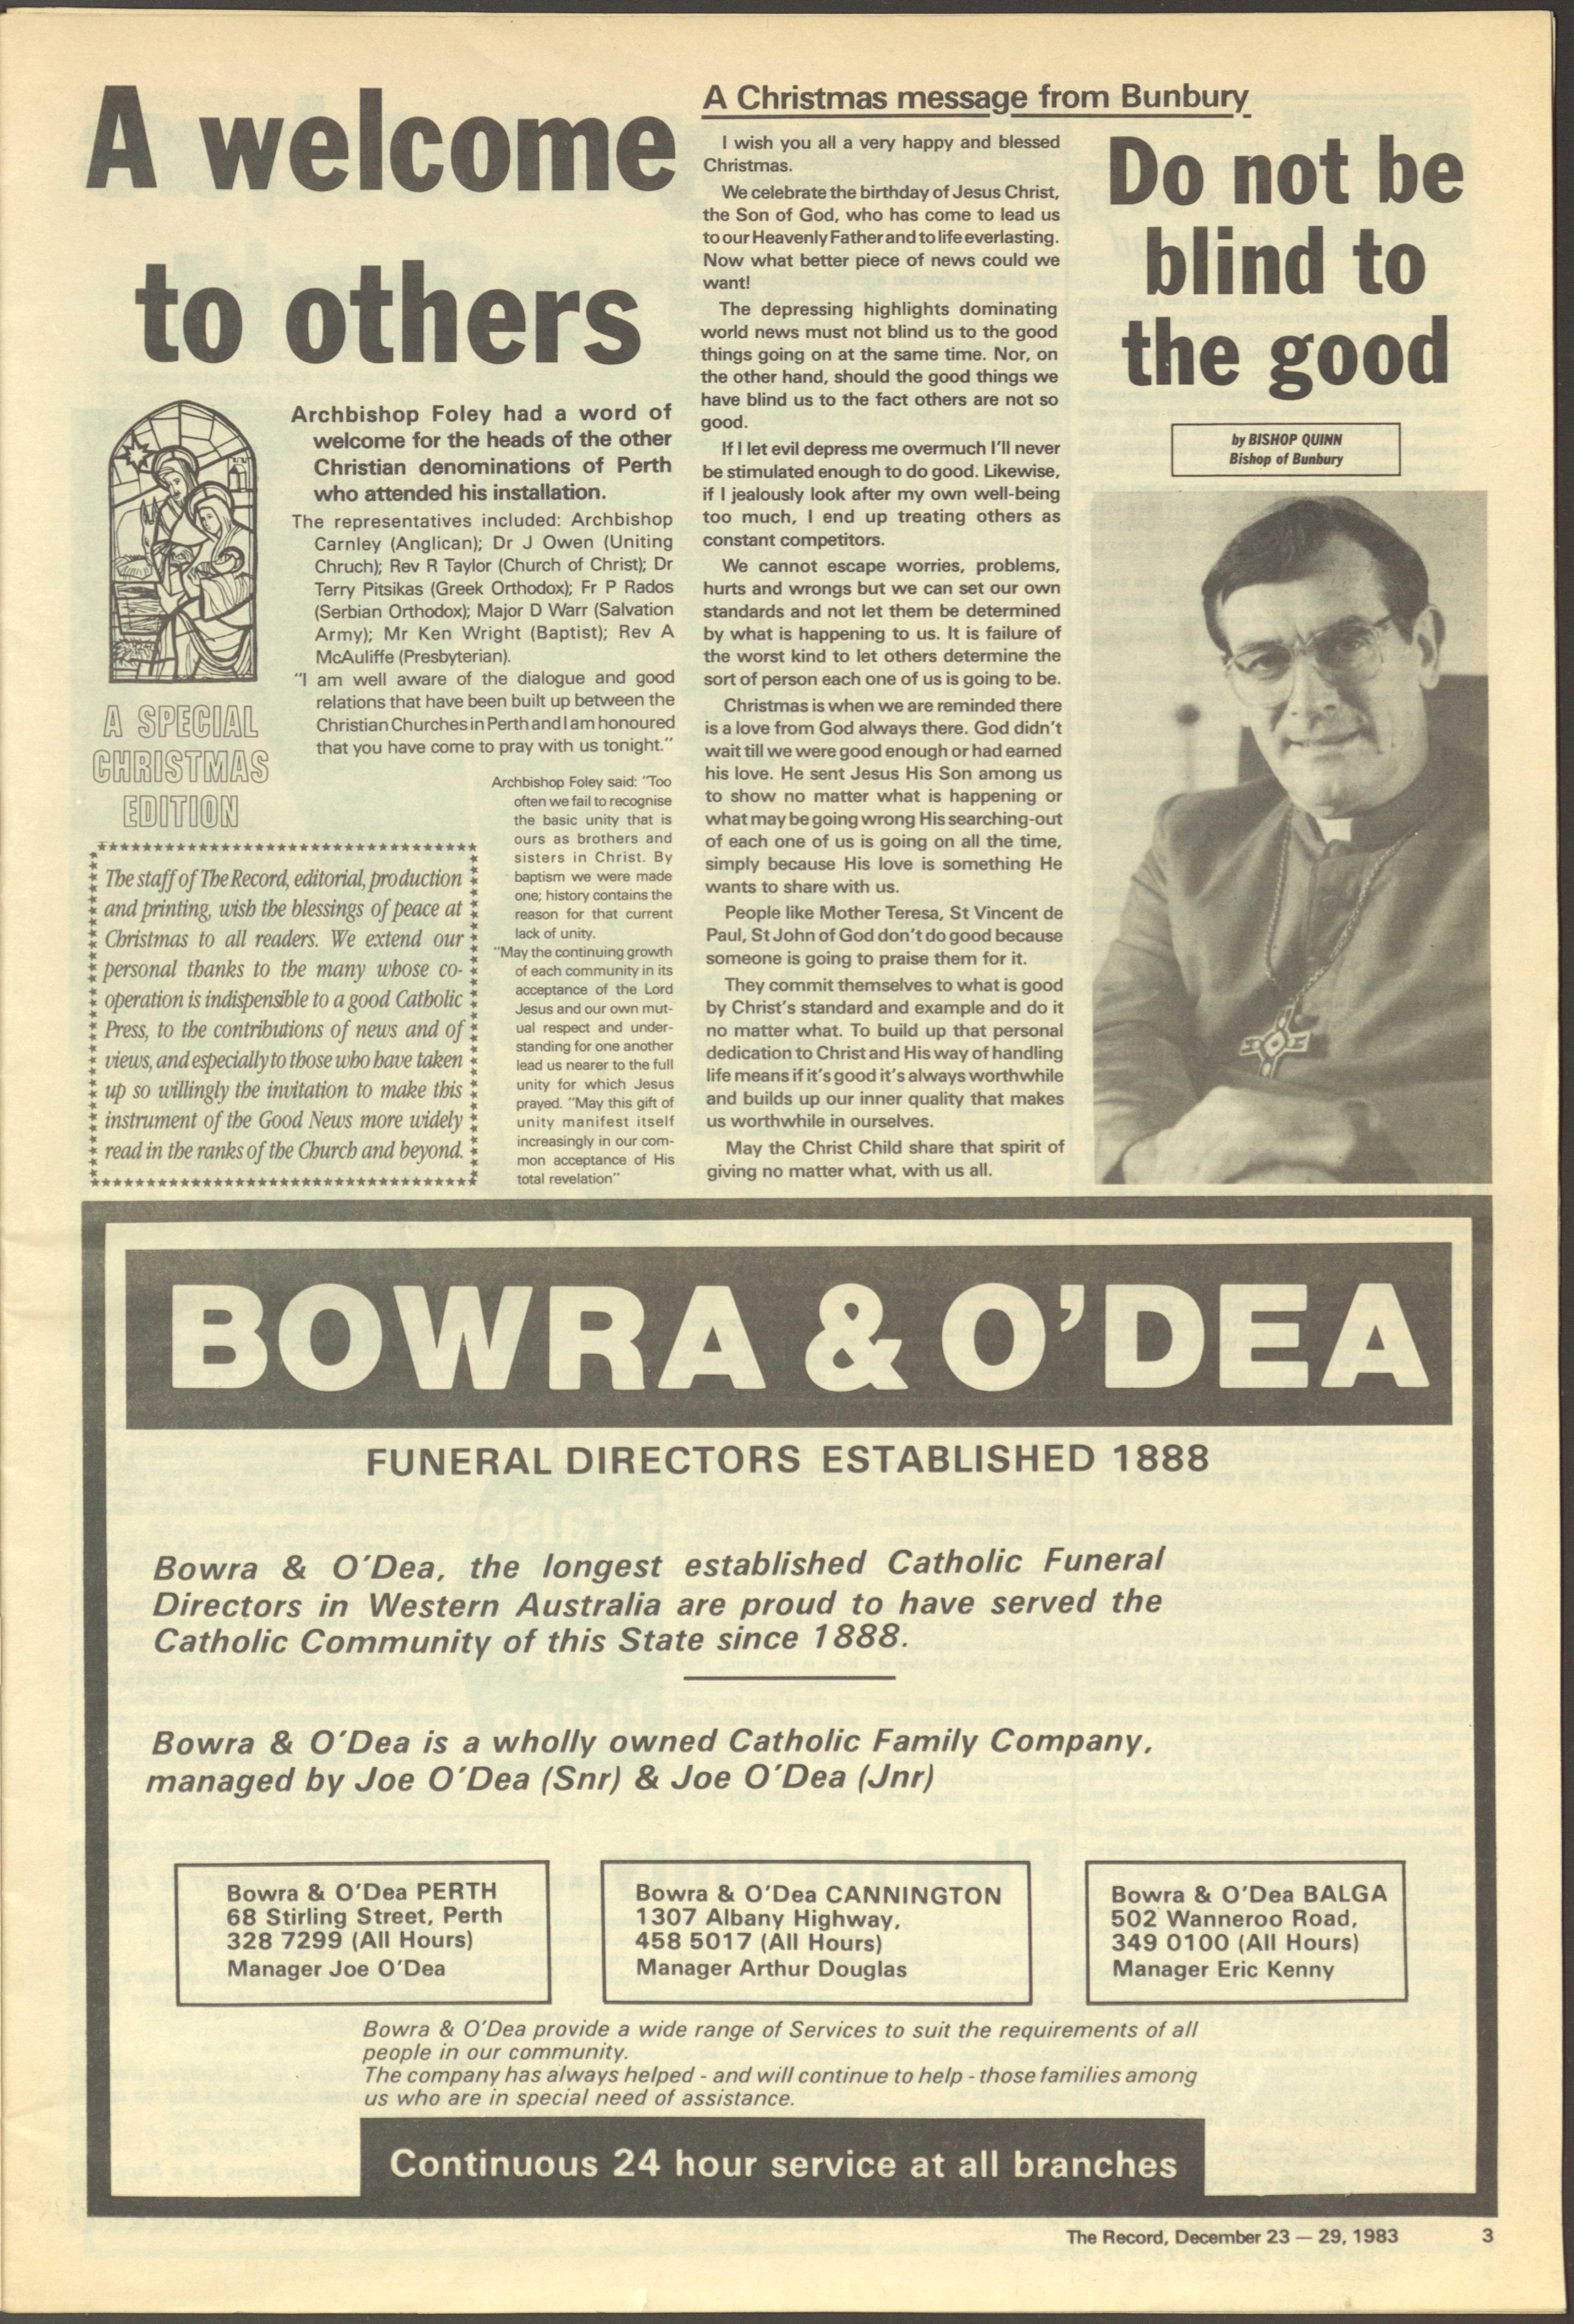 A welcome
to others
Archbishop Foley had a word of
welcome for the heads of the other
Christian denominations of Perth
who attended his installation.
The representatives included: Archbishop
Carnley (Anglican); Dr J Owen (Uniting
Chruch); Rev R Taylor (Church of Christ); Dr
Terry Pitsikas (Greek Orthodox); Fr P Rados
(Serbian Orthodox); Major D Warr (Salvation
Army); Mr Ken Wright (Baptist); Rev A
McAuliffe (Presbyterian).
"I am well aware of the dialogue and good
relations that have been built up between the
Christian Churches in Perth and I am honoured
that you have come to pray with us tonight."
Archbishop Foley said: "Too
often we fail to recognise
the basic unity that is
ours as brothers and
sisters in Christ. By
baptism we were made
one; history contains the
reason for that current
lack of unity.
"May the continuing growth
of each community in its
acceptance of the Lord
Jesus and our own mut-
ual respect and under-
standing for one another
lead us nearer to the full
unity for which Jesus
prayed. "May this gift of
unity manifest itself
increasingly in our com-
mon acceptance of His
total revelation"
A SPECIAL
CHRISTMAS
EDITION
The staff of The Record, editorial, production
and printing, wish the blessings of peace at
Christmas to all readers. We extend our
personal thanks to the many whose co-
operation is indispensible to a good Catholic
Press, to the contributions of news and of
views, and especially to those who have taken
up so willingly the invitation to make this
instrument of the Good News more widely
read in the ranks of the Church and beyond.
A Christmas message from Bunbury
I wish you all a very happy and blessed
Christmas.
We celebrate the birthday of Jesus Christ,
the Son of God, who has come to lead us
to our Heavenly Father and to life everlasting.
Now what better piece of news could we
want!
The depressing highlights dominating
world news must not blind us to the good
things going on at the same time. Nor, on
the other hand, should the good things we
have blind us to the fact others are not so
good.
If I let evil depress me overmuch I'll never
be stimulated enough to do good. Likewise,
if I jealously look after my own well-being
too much, I end up treating others as
constant competitors.
We cannot escape worries, problems,
hurts and wrongs but we can set our own
standards and not let them be determined
by what is happening to us. It is failure of
the worst kind to let others determine the
sort of person each one of us is going to be.
Christmas is when we are reminded there
is a love from God always there. God didn't
wait till we were good enough or had earned
his love. He sent Jesus His Son among us
to show no matter what is happening or
what may be going wrong His searching-out
of each one of us is going on all the time,
simply because His love is something He
wants to share with us.
People like Mother Teresa, St Vincent de
Paul, St John of God don't do good because
someone is going to praise them for it.
They commit themselves to what is good
by Christ's standard and example and do it
no matter what. To build up that personal
dedication to Christ and His way of handling
life means if it's good it's always worthwhile
and builds up our inner quality that makes
us worthwhile in ourselves.
May the Christ Child share that spirit of
giving no matter what, with us all.
Do not be
blind to
the good
by BISHOP QUINN
Bishop of Bunbury
BOWRA & O'DEA
FUNERAL DIRECTORS ESTABLISHED 1888
Bowra & O'Dea, the longest established Catholic Funeral
Directors in Western Australia are proud to have served the
Catholic Community of this State since 1888.
Bowra & O'Dea is a wholly owned Catholic Family Company,
managed by Joe O'Dea (Snr) & Joe O'Dea (Jnr)
Bowra & O'Dea PERTH
68 Stirling Street, Perth
328 7299 (All Hours)
Manager Joe O'Dea
Bowra & O'Dea CANNINGTON
1307 Albany Highway,
458 5017 (All Hours)
Manager Arthur Douglas
Bowra & O'Dea BALGA
502 Wanneroo Road,
349 0100 (All Hours)
Manager Eric Kenny
Bowra & O'Dea provide a wide range of Services to suit the requirements of all
people in our community.
The company has always helped - and will continue to help - those families among
us who are in special need of assistance.
Continuous 24 hour service at all branches
The Record, December 23 — 29, 1983 3